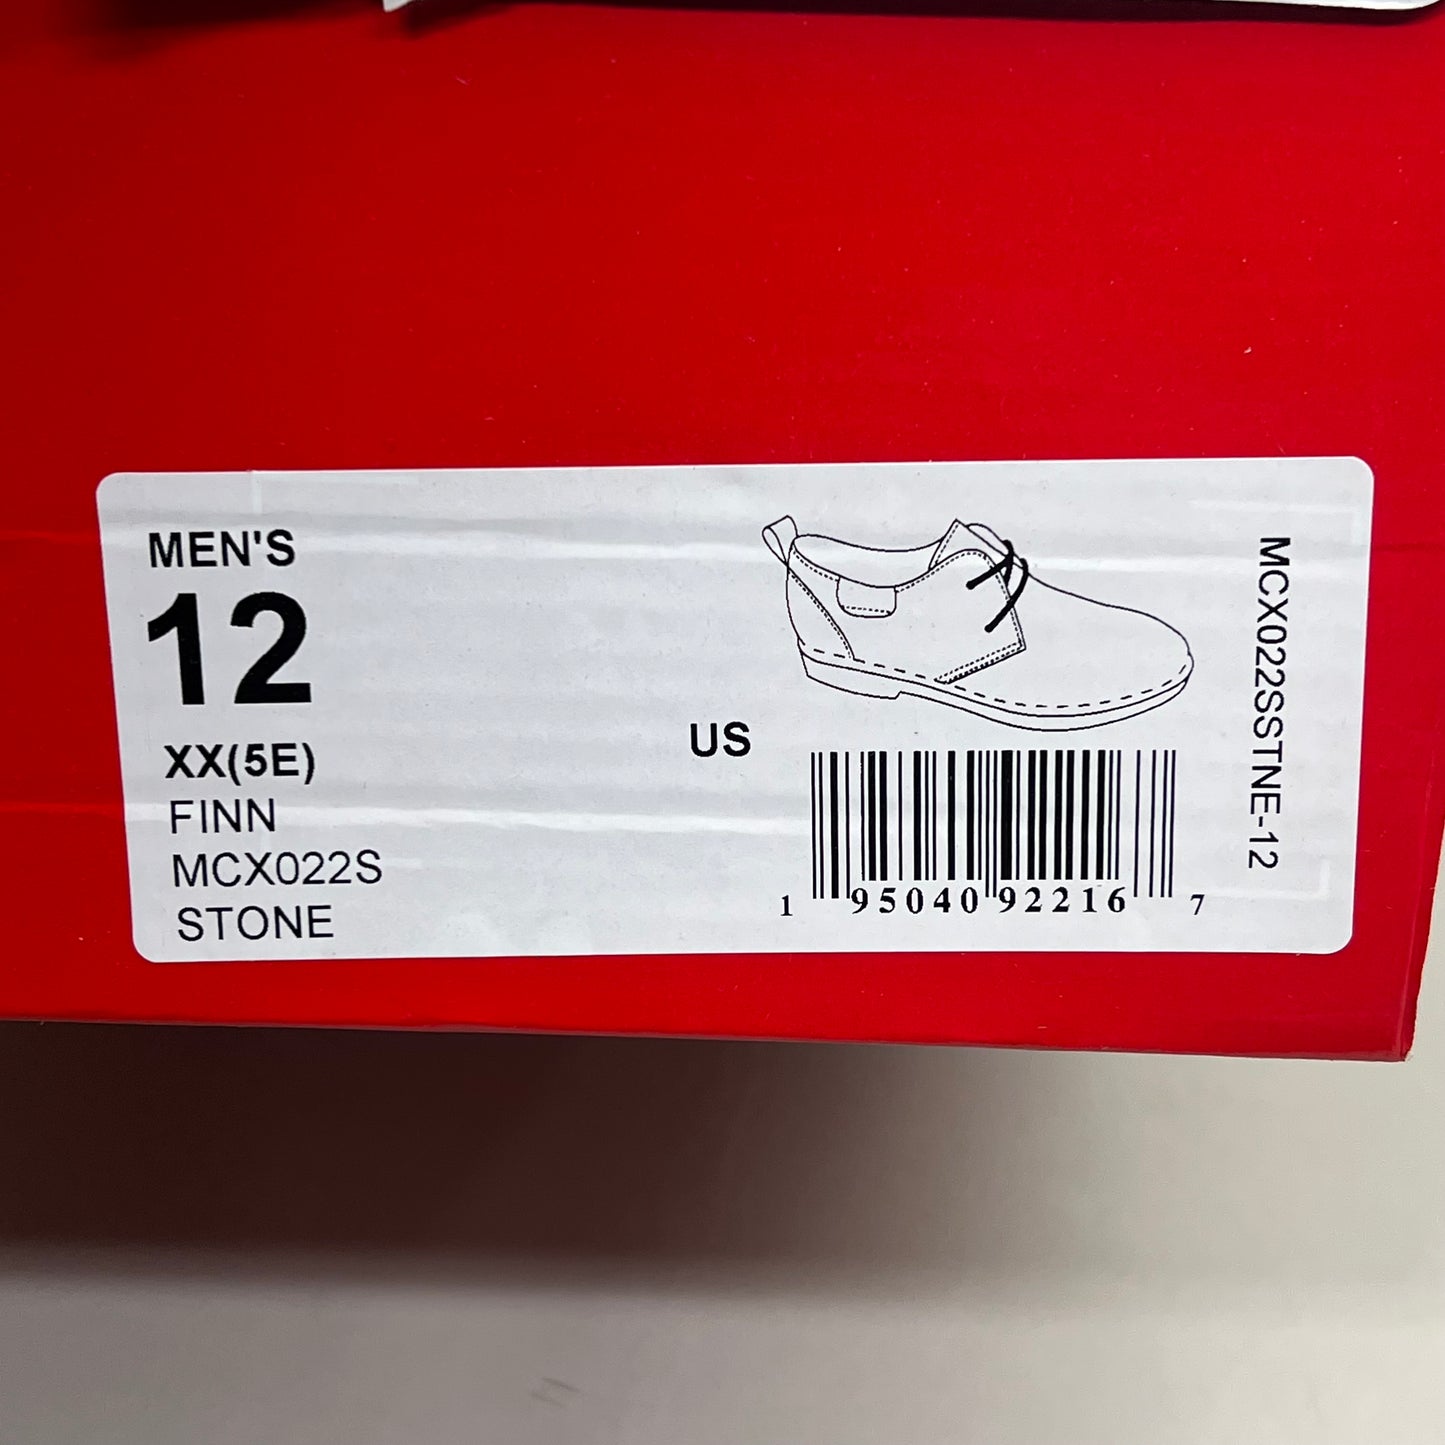 MEN'S
12
XX(5E)
FINN
MCX022S
STONE
US
1 95040 92216 7
MCX022SSTNE-12